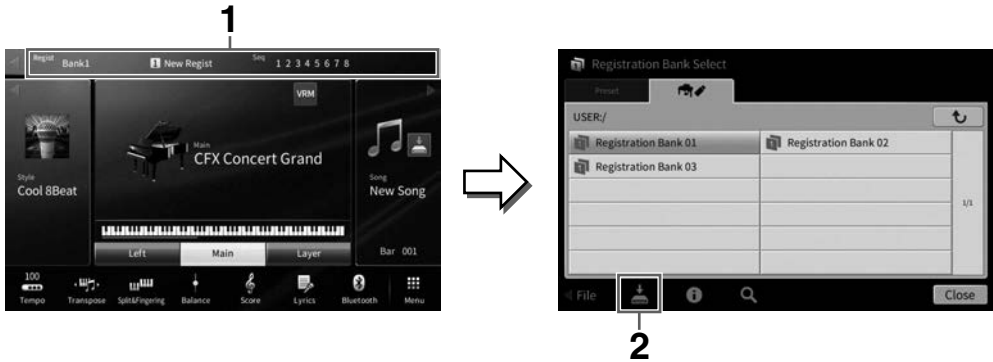 1
Regist Bank1 1 New Regist Seq 1 2 3 4 5 6 7 8
VRM
Main
CFX Concert Grand
Style
Cool 8Beat
Song
New Song
Left Main Layer
Bar 001
100
Tempo Transpose Split&Fingering Balance Score Lyrics Bluetooth Menu
Registration Bank Select
Preset
USER:/
Registration Bank 01 Registration Bank 02
Registration Bank 03
1/1
File Close
2